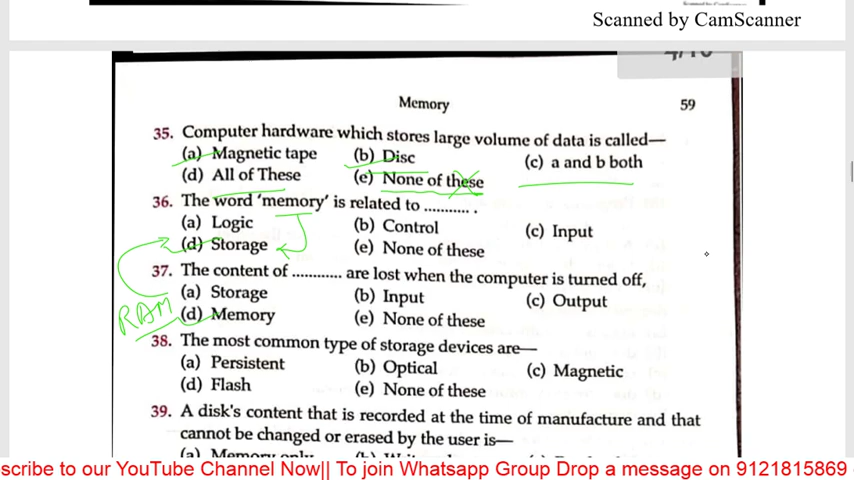 Scanned by CamScanner
Memory 59
35. Computer hardware which stores large volume of data is called—
(a) Magnetic tape (b) Disc (c) a and b both
(d) All of These (e) None of these
36. The word 'memory' is related to ........... .
(a) Logic (b) Control (c) Input
(d) Storage (e) None of these
37. The content of ............ are lost when the computer is turned off,
(a) Storage (b) Input (c) Output
RAM
(d) Memory (e) None of these
38. The most common type of storage devices are—
(a) Persistent (b) Optical (c) Magnetic
(d) Flash (e) None of these
39. A disk's content that is recorded at the time of manufacture and that
cannot be changed or erased by the user is—
(a) Memory only
scribe to our YouTube Channel Now|| To join Whatsapp Group Drop a message on 9121815869